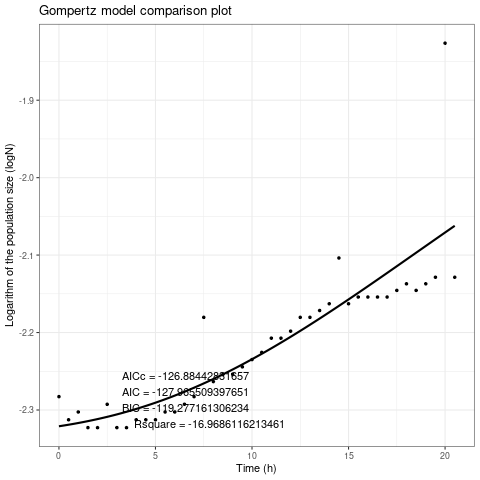 Gompertz model comparison plot
Logarithm of the population size (logN)
-1.9
-2.0
-2.1
-2.2
-2.3
AICc = -126.88442831657
AIC = -127.965509397651
BIC = -119.277161306234
Rsquare = -16.9686116213461
0 5 10 15 20
Time (h)